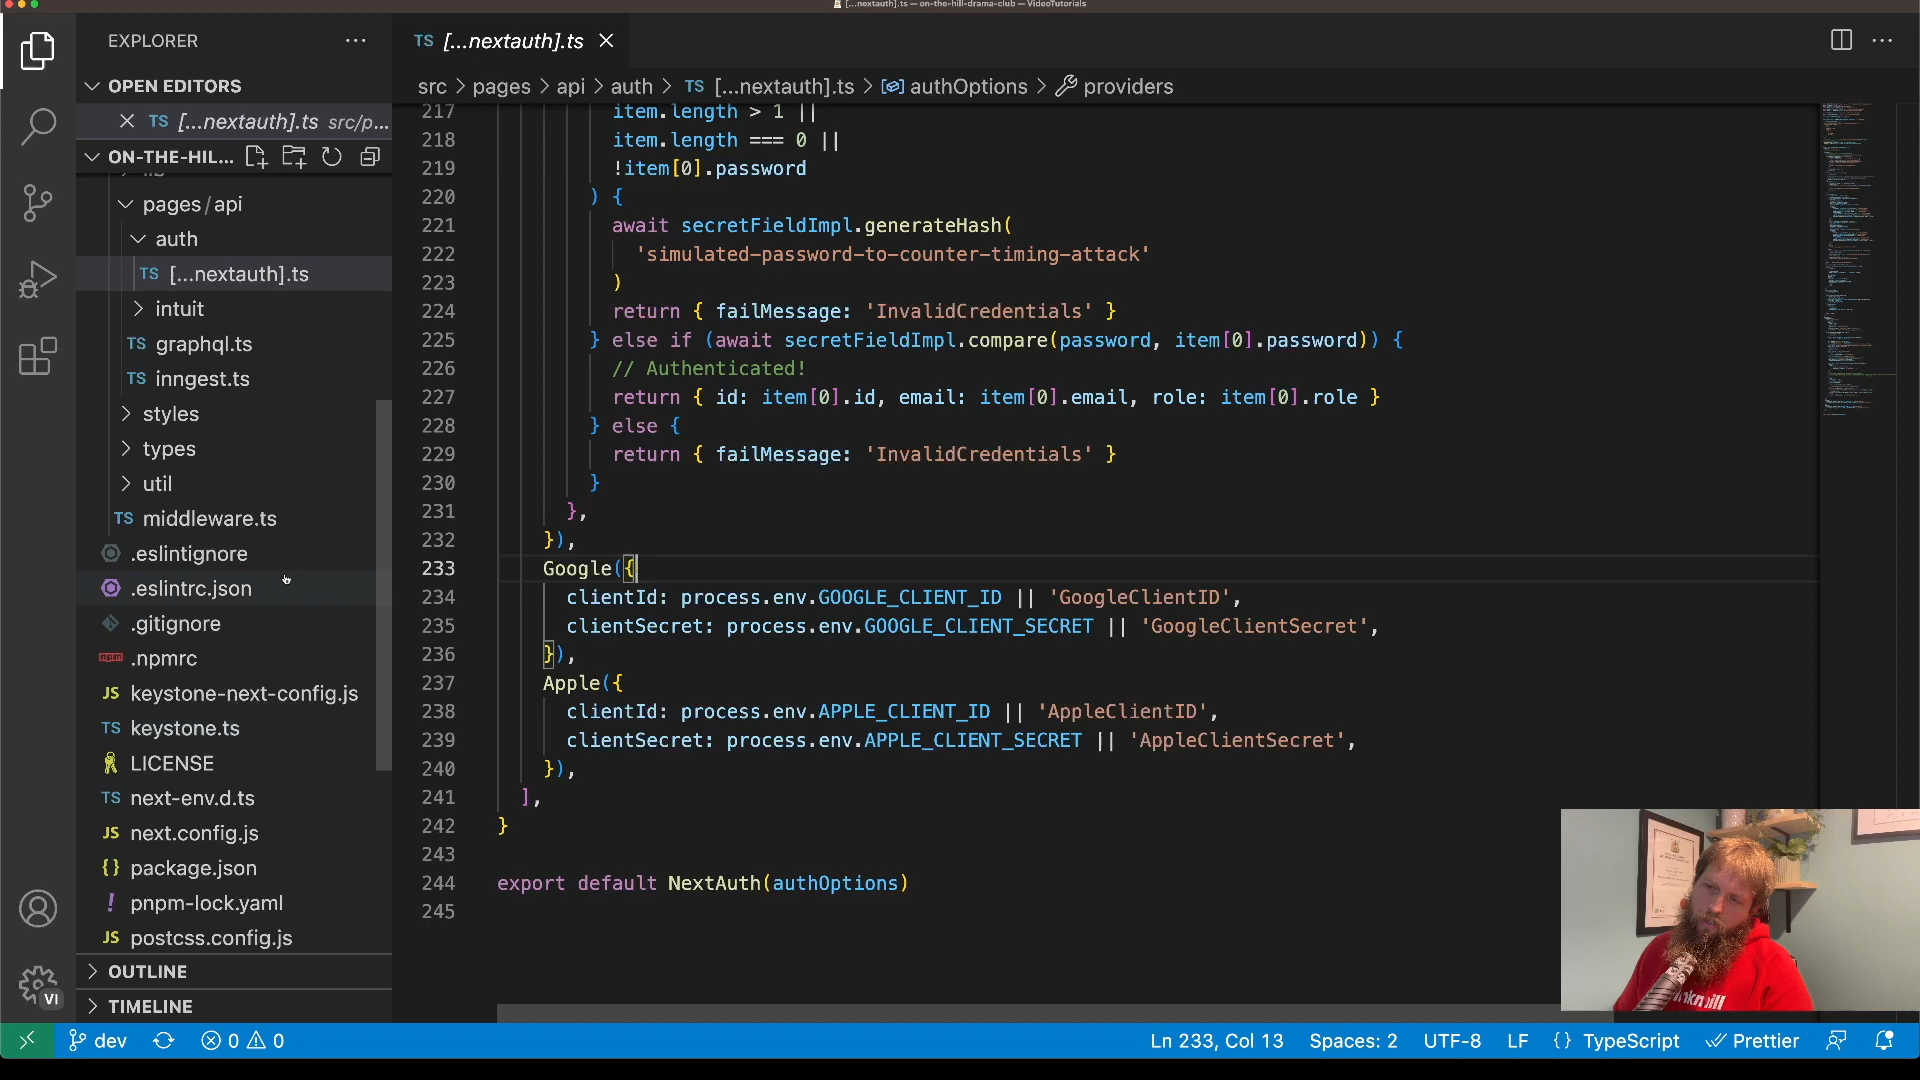 [...nextauth].ts — on-the-hill-drama-club — VideoTutorials
EXPLORER
TS [...nextauth].ts
OPEN EDITORS
TS [...nextauth].ts src/p...
ON-THE-HIL...
lib
pages / api
auth
TS [...nextauth].ts
intuit
TS graphql.ts
TS inngest.ts
styles
types
util
TS middleware.ts
.eslintignore
.eslintrc.json
.gitignore
.npmrc
JS keystone-next-config.js
TS keystone.ts
LICENSE
TS next-env.d.ts
JS next.config.js
{} package.json
! pnpm-lock.yaml
JS postcss.config.js
OUTLINE
TIMELINE
src > pages > api > auth > TS [...nextauth].ts > authOptions > providers
217 item.length > 1 ||
218 item.length === 0 ||
219 !item[0].password
220 ) {
221 await secretFieldImpl.generateHash(
222 'simulated-password-to-counter-timing-attack'
223 )
224 return { failMessage: 'InvalidCredentials' }
225 } else if (await secretFieldImpl.compare(password, item[0].password)) {
226 // Authenticated!
227 return { id: item[0].id, email: item[0].email, role: item[0].role }
228 } else {
229 return { failMessage: 'InvalidCredentials' }
230 }
231 },
232 }),
233 Google({
234 clientId: process.env.GOOGLE_CLIENT_ID || 'GoogleClientID',
235 clientSecret: process.env.GOOGLE_CLIENT_SECRET || 'GoogleClientSecret',
236 }),
237 Apple({
238 clientId: process.env.APPLE_CLIENT_ID || 'AppleClientID',
239 clientSecret: process.env.APPLE_CLIENT_SECRET || 'AppleClientSecret',
240 }),
241 ],
242 }
243
244 export default NextAuth(authOptions)
245
VI
dev 0 0 Ln 233, Col 13 Spaces: 2 UTF-8 LF {} TypeScript Prettier